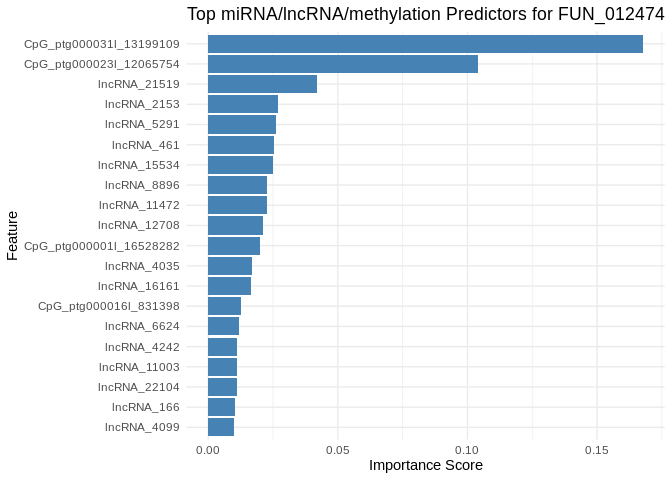 Top miRNA/lncRNA/methylation Predictors for FUN_012474
Feature
CpG_ptg000031l_13199109
CpG_ptg000023l_12065754
lncRNA_21519
lncRNA_2153
lncRNA_5291
lncRNA_461
lncRNA_15534
lncRNA_8896
lncRNA_11472
lncRNA_12708
CpG_ptg000001l_16528282
lncRNA_4035
lncRNA_16161
CpG_ptg000016l_831398
lncRNA_6624
lncRNA_4242
lncRNA_11003
lncRNA_22104
lncRNA_166
lncRNA_4099
0.00 0.05 0.10 0.15
Importance Score